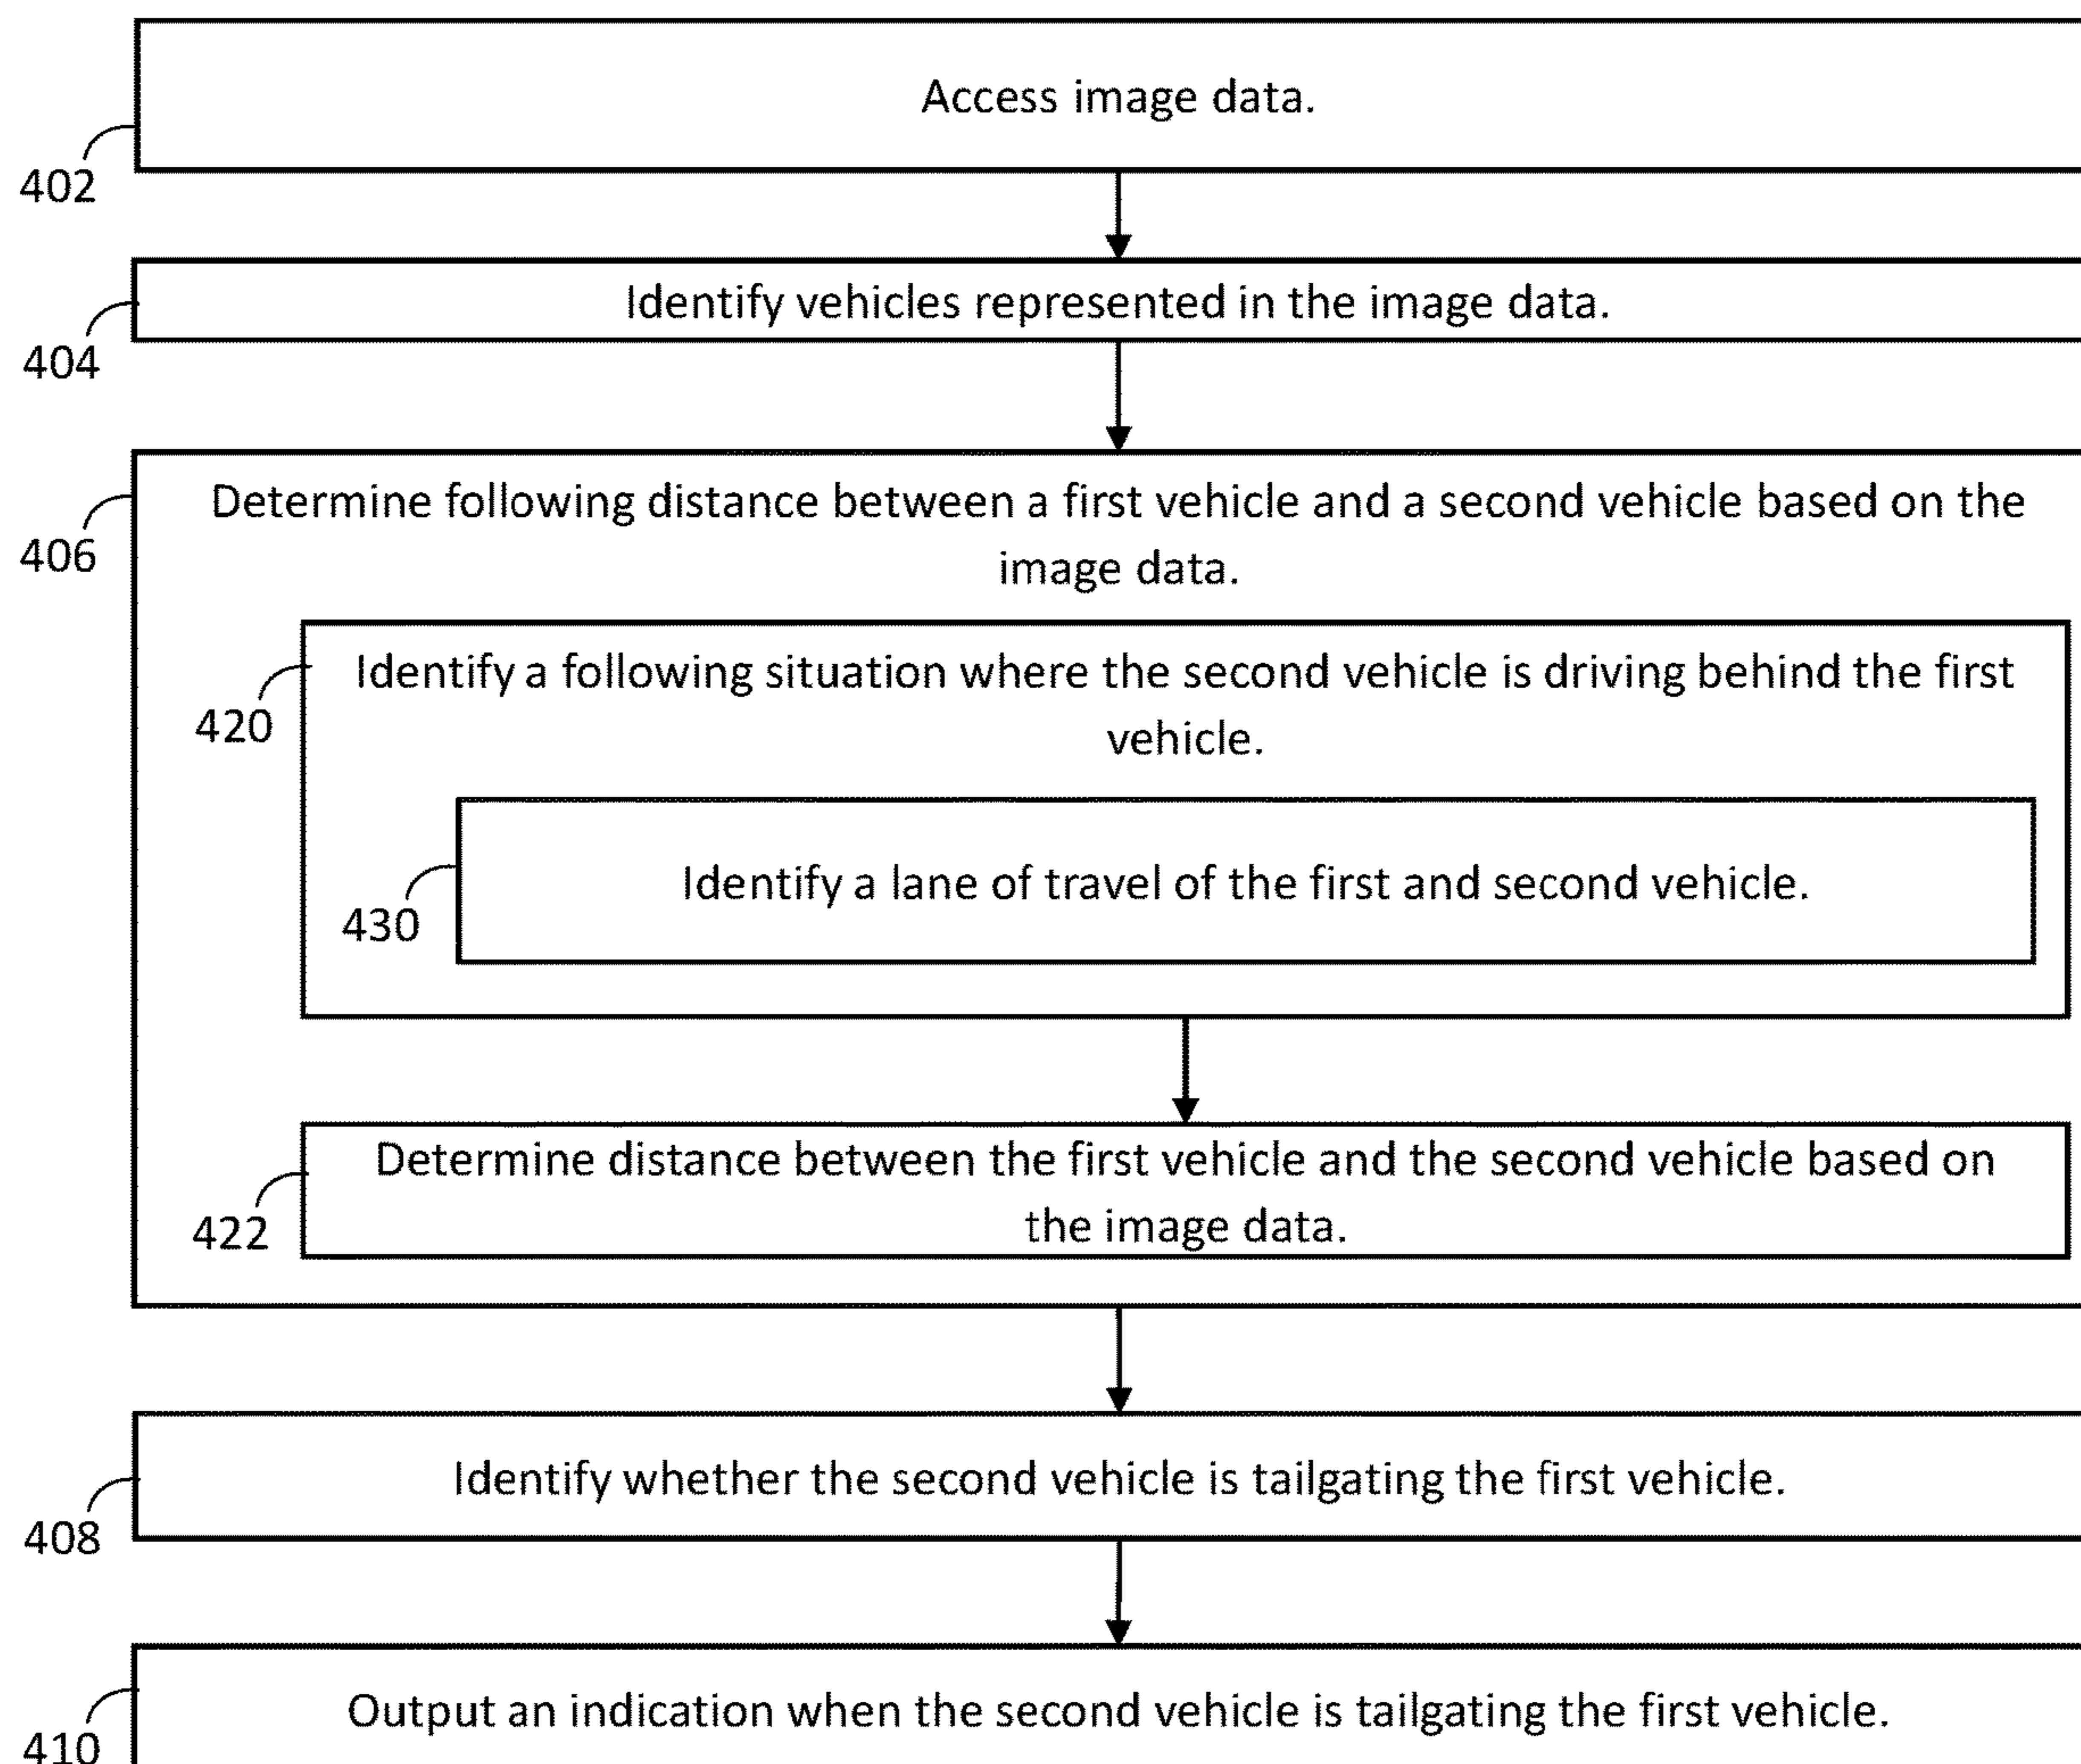 Access image data.
402
Identify vehicles represented in the image data.
404
Determine following distance between a first vehicle and a second vehicle based on the
image data.
406
Identify a following situation where the second vehicle is driving behind the first
vehicle.
420
Identify a lane of travel of the first and second vehicle.
430
Determine distance between the first vehicle and the second vehicle based on
the image data.
422
Identify whether the second vehicle is tailgating the first vehicle.
408
Output an indication when the second vehicle is tailgating the first vehicle.
410